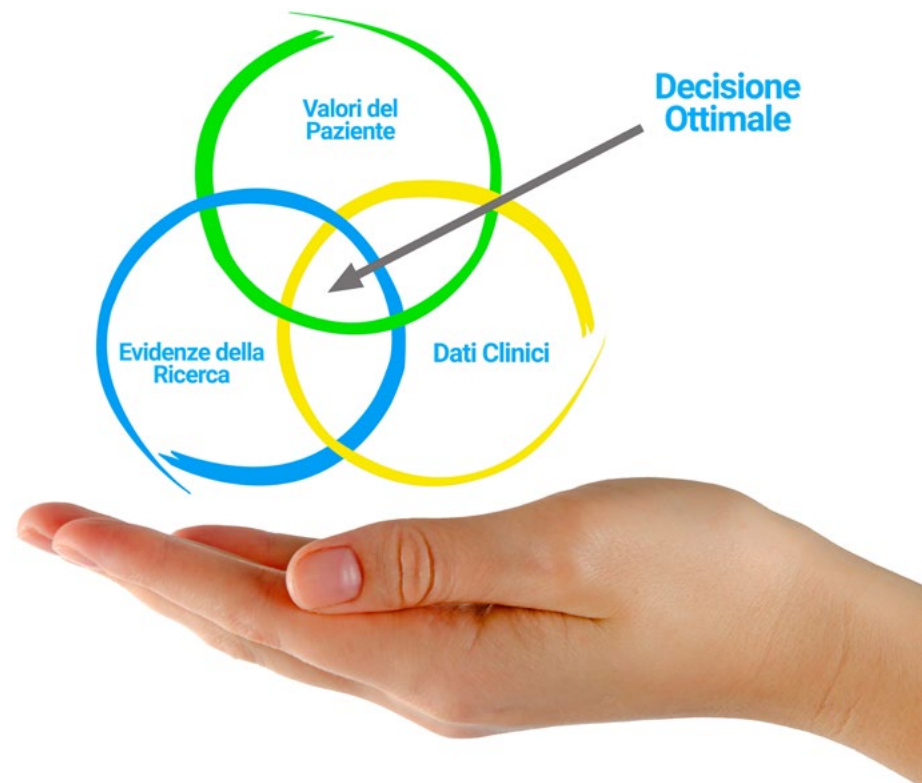 Valori del
Paziente
Decisione
Ottimale
Evidenze della
Ricerca
Dati Clinici